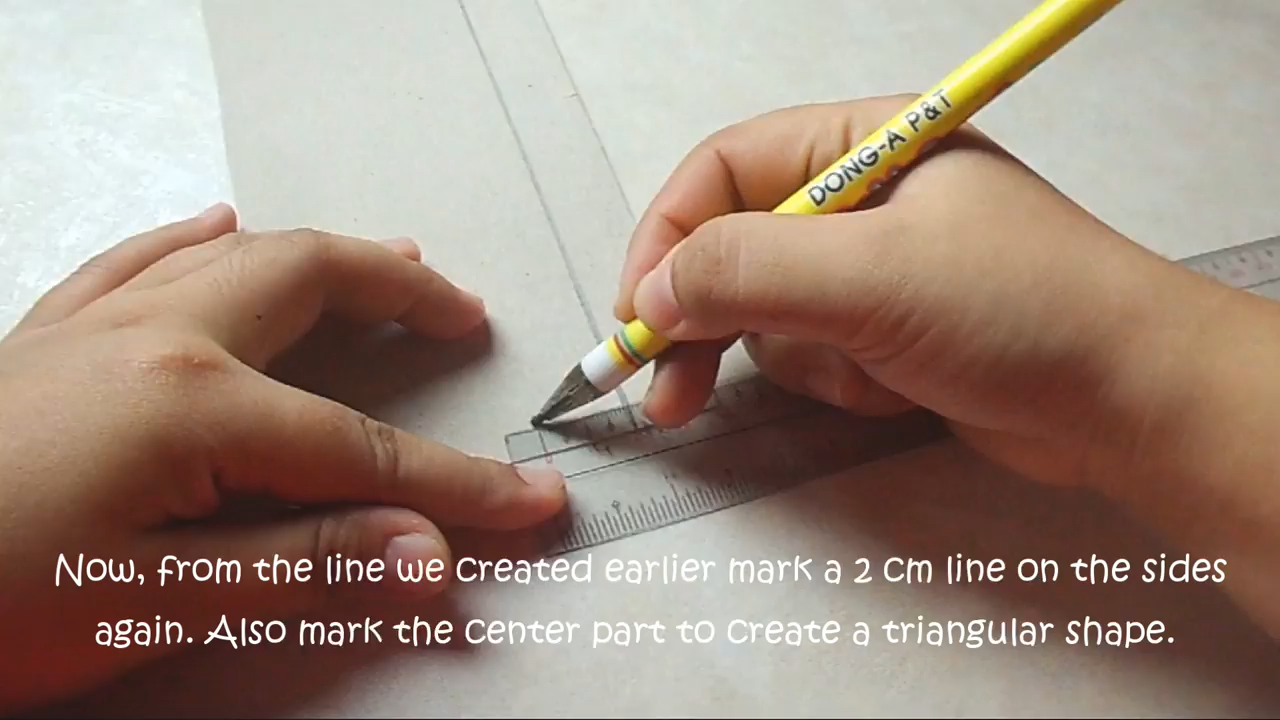 DONG-A P&T
Now, from the line we created earlier mark a 2 cm line on the sides
again. Also mark the center part to create a triangular shape.